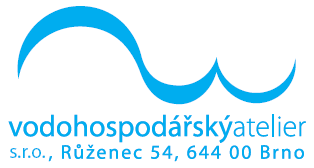 vodohospodářskýatelier
s.r.o., Růženec 54, 644 00 Brno